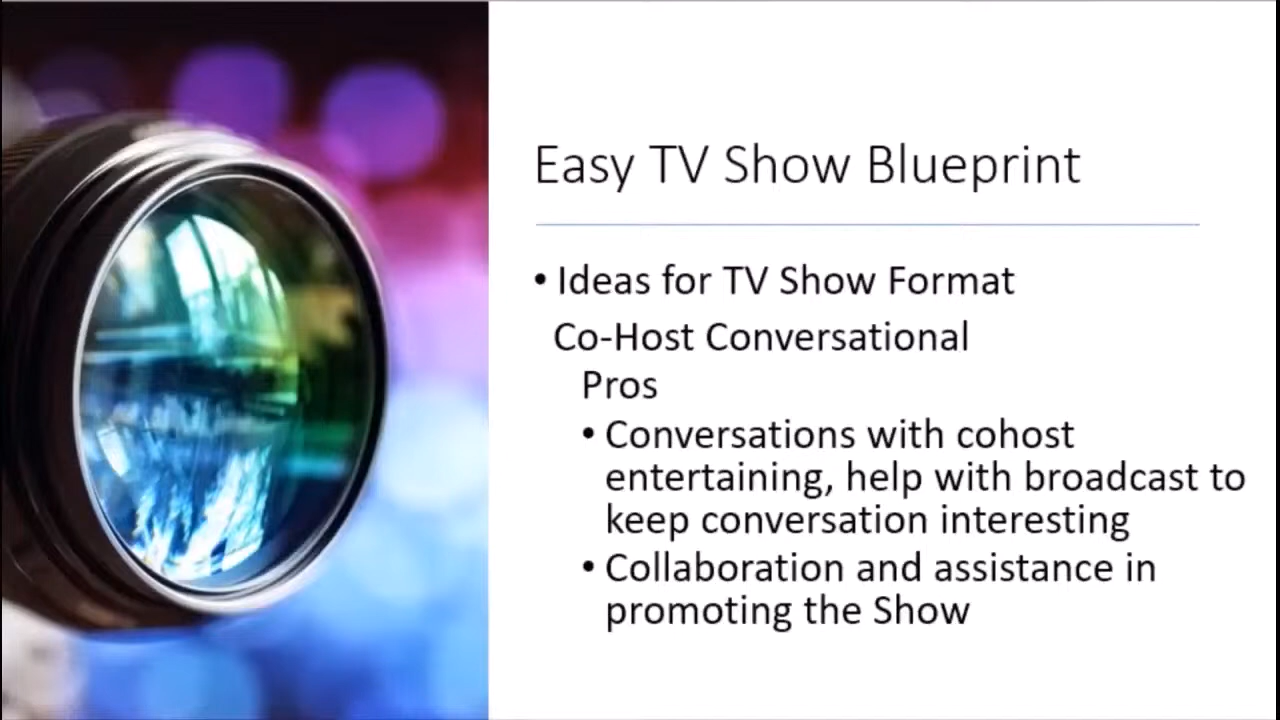 Easy TV Show Blueprint
• Ideas for TV Show Format
Co-Host Conversational
Pros
• Conversations with cohost
entertaining, help with broadcast to
keep conversation interesting
• Collaboration and assistance in
promoting the Show